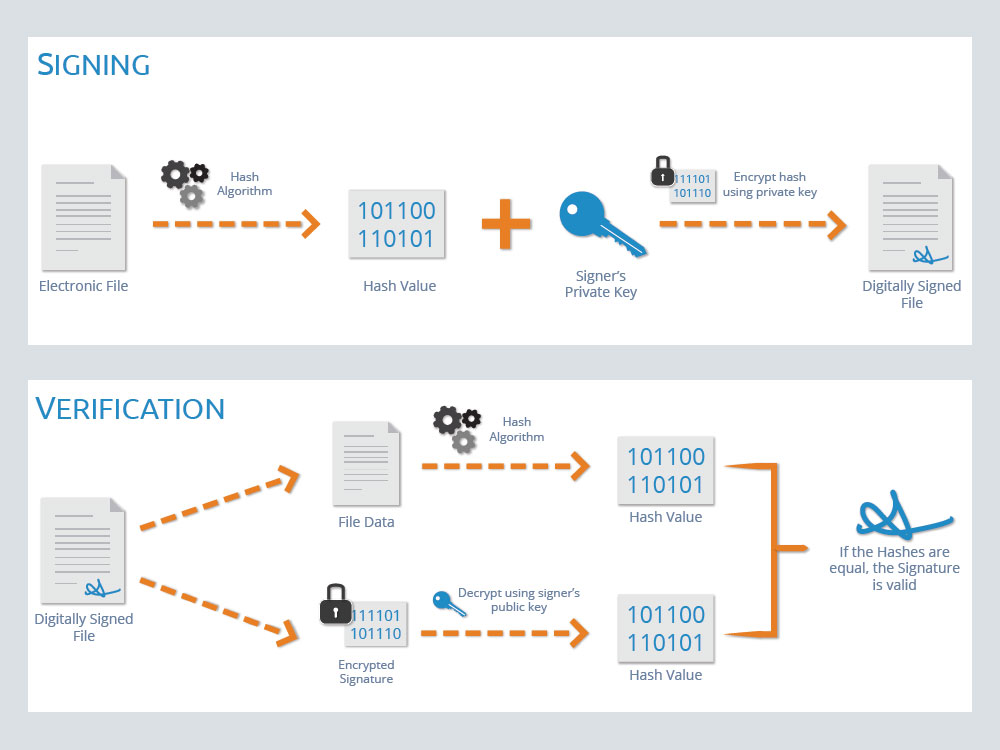 SIGNING
Hash
Algorithm
111101
101110
Encrypt hash
using private key
101100
110101
Electronic File
Hash Value
Signer's
Private Key
Digitally Signed
File
VERIFICATION
Hash
Algorithm
101100
110101
File Data
Hash Value
If the Hashes are
equal, the Signature
is valid
Digitally Signed
File
111101
101110
Decrypt using signer's
public key
101100
110101
Encrypted
Signature
Hash Value